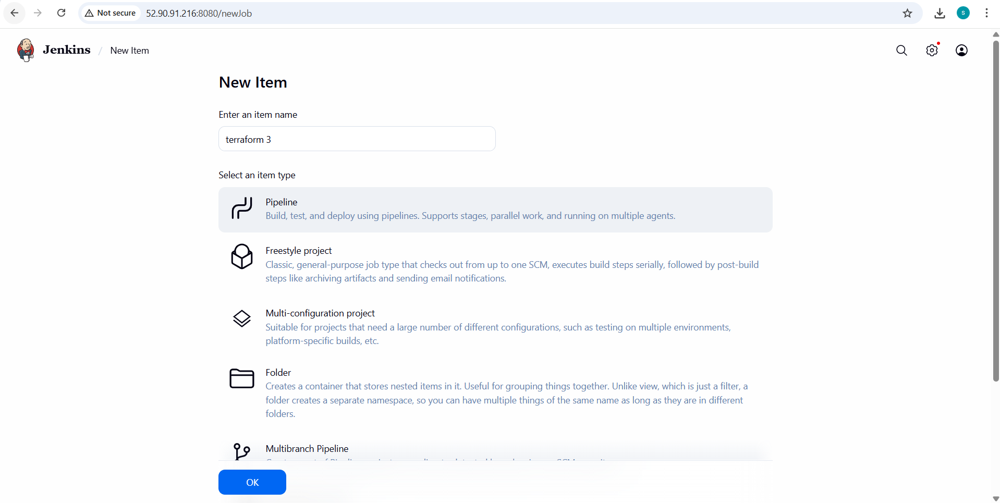 Not secure 52.90.91.216:8080/newJob
S
Jenkins / New Item
New Item
Enter an item name
terraform 3
Select an item type
Pipeline
Build, test, and deploy using pipelines. Supports stages, parallel work, and running on multiple agents.
Freestyle project
Classic, general-purpose job type that checks out from up to one SCM, executes build steps serially, followed by post-build
steps like archiving artifacts and sending email notifications.
Multi-configuration project
Suitable for projects that need a large number of different configurations, such as testing on multiple environments,
platform-specific builds, etc.
Folder
Creates a container that stores nested items in it. Useful for grouping things together. Unlike view, which is just a filter, a
folder creates a separate namespace, so you can have multiple things of the same name as long as they are in different
folders.
Multibranch Pipeline
OK